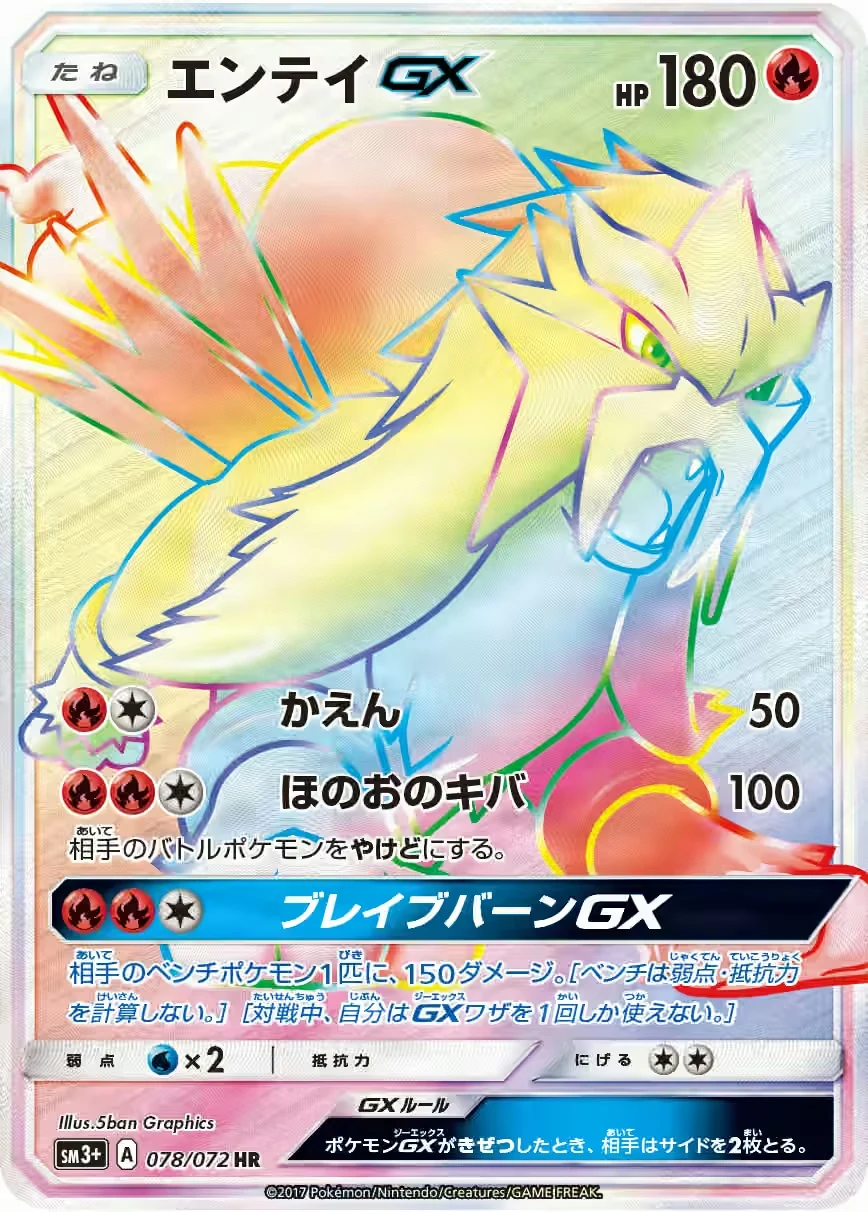 たね エンテイGX HP 180
かえん 50
ほのおのキバ 100
相手のバトルポケモンをやけどにする。
ブレイブバーンGX
相手のベンチポケモン1匹に、150ダメージ。[ベンチは弱点・抵抗力
を計算しない。] [対戦中、自分はGXワザを1回しか使えない。]
弱点 ×2 抵抗力 にげる
GXルール
ポケモンGXがきぜつしたとき、相手はサイドを2枚とる。
Illus.5ban Graphics
SM3+ A 078/072 HR
©2017 Pokémon/Nintendo/Creatures/GAME FREAK.